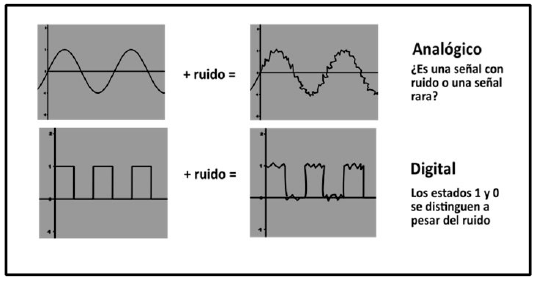 + ruido =
Analógico
¿Es una señal con
ruido o una señal
rara?
+ ruido =
Digital
Los estados 1 y 0
se distinguen a
pesar del ruido